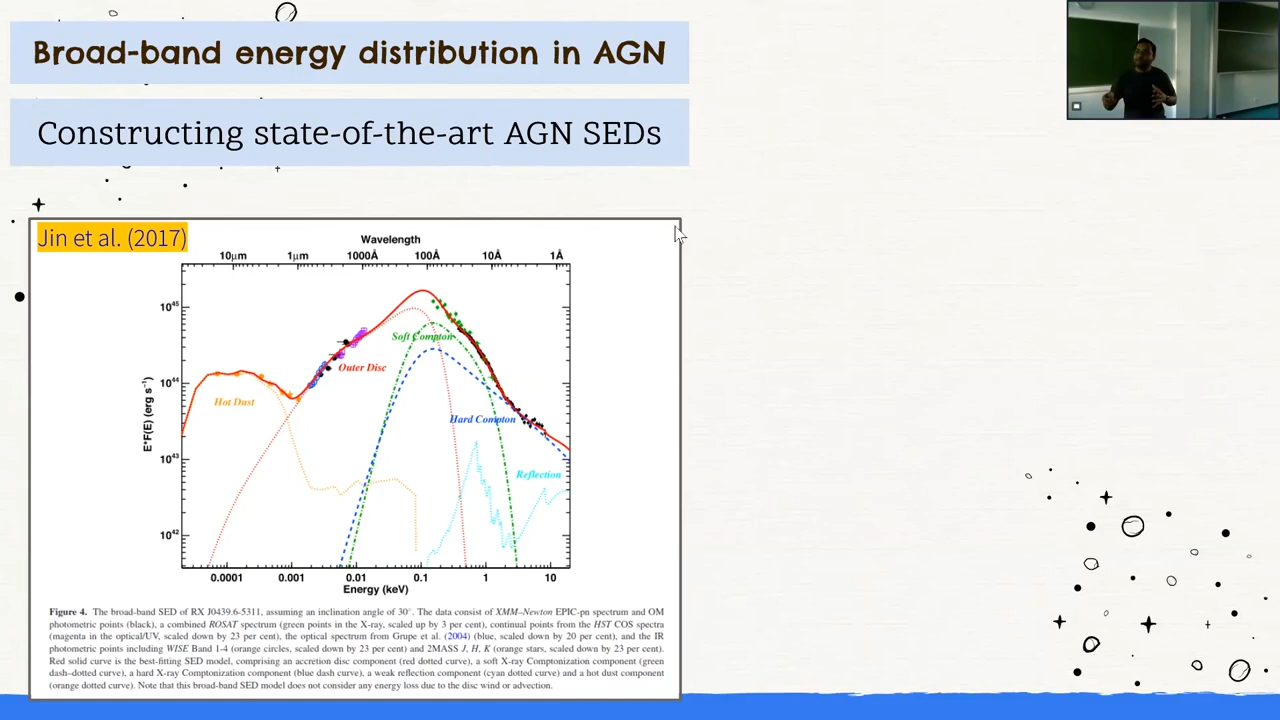 Broad-band energy distribution in AGN
Constructing state-of-the-art AGN SEDs
Jin et al. (2017)
Wavelength
10μm 1μm 1000Å 100Å 10Å 1Å
10⁴⁵
Soft Compton
Outer Disc
10⁴⁴
Hot Dust
E*F(E) (erg s⁻¹)
Hard Compton
10⁴³
Reflection
10⁴²
0.0001 0.001 0.01 0.1 1 10
Energy (keV)
Figure 4. The broad-band SED of RX J0439.6-5311, assuming an inclination angle of 30°. The data consist of XMM–Newton EPIC-pn spectrum and OM
photometric points (black), a combined ROSAT spectrum (green points in the X-ray, scaled up by 3 per cent), continual points from the HST COS spectra
(magenta in the optical/UV, scaled down by 23 per cent), the optical spectrum from Grupe et al. (2004) (blue, scaled down by 20 per cent), and the IR
photometric points including WISE Band 1-4 (orange circles, scaled down by 23 per cent) and 2MASS J, H, K (orange stars, scaled down by 23 per cent).
Red solid curve is the best-fitting SED model, comprising an accretion disc component (red dotted curve), a soft X-ray Comptonization component (green
dash–dotted curve), a hard X-ray Comptonization component (blue dash curve), a weak reflection component (cyan dotted curve) and a hot dust component
(orange dotted curve). Note that this broad-band SED model does not consider any energy loss due to the disc wind or advection.